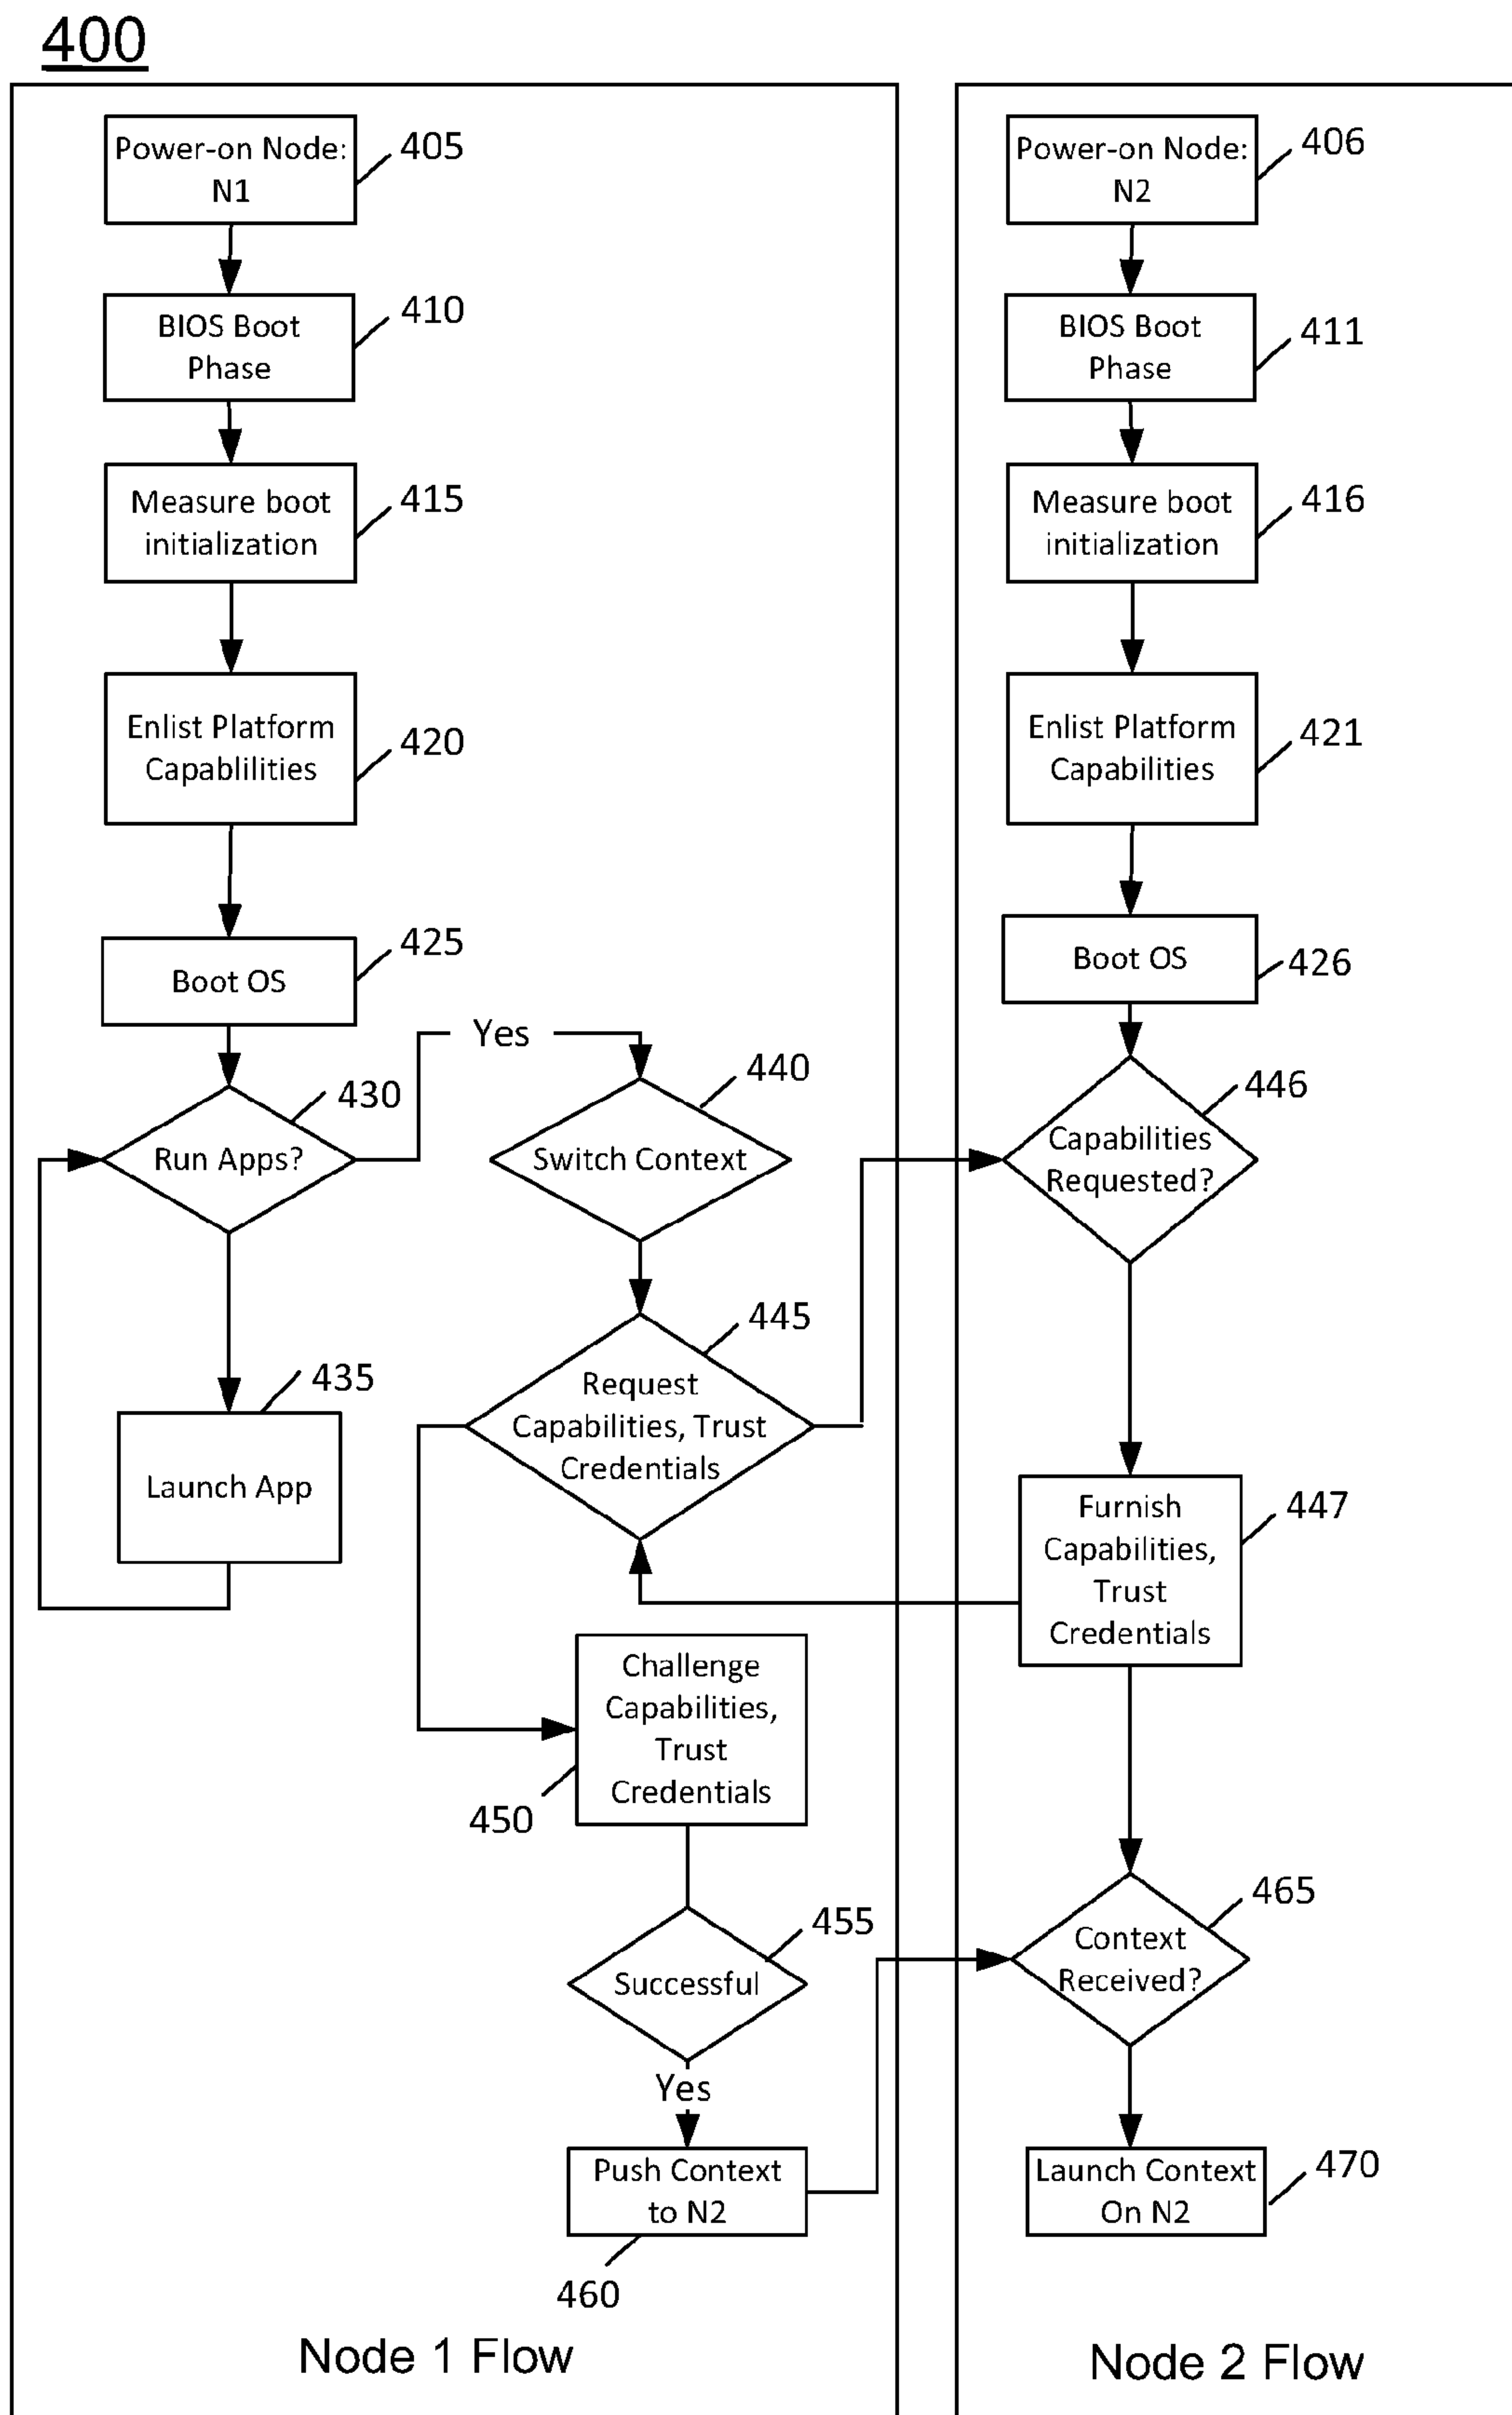 400
Power-on Node:
N1
405
BIOS Boot
Phase
410
Measure boot
initialization
415
Enlist Platform
Capablilities
420
Boot OS
425
Yes
Run Apps?
430
Launch App
435
Switch Context
440
Request
Capabilities, Trust
Credentials
445
Challenge
Capabilities,
Trust
Credentials
450
Successful
455
Yes
Push Context
to N2
460
Node 1 Flow
Power-on Node:
N2
406
BIOS Boot
Phase
411
Measure boot
initialization
416
Enlist Platform
Capabilities
421
Boot OS
426
Capabilities
Requested?
446
Furnish
Capabilities,
Trust
Credentials
447
Context
Received?
465
Launch Context
On N2
470
Node 2 Flow